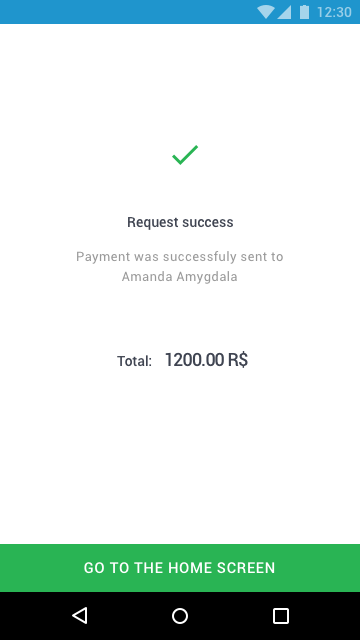 12:30
Request success
Payment was successfuly sent to
Amanda Amygdala
Total: 1200.00 R$
GO TO THE HOME SCREEN